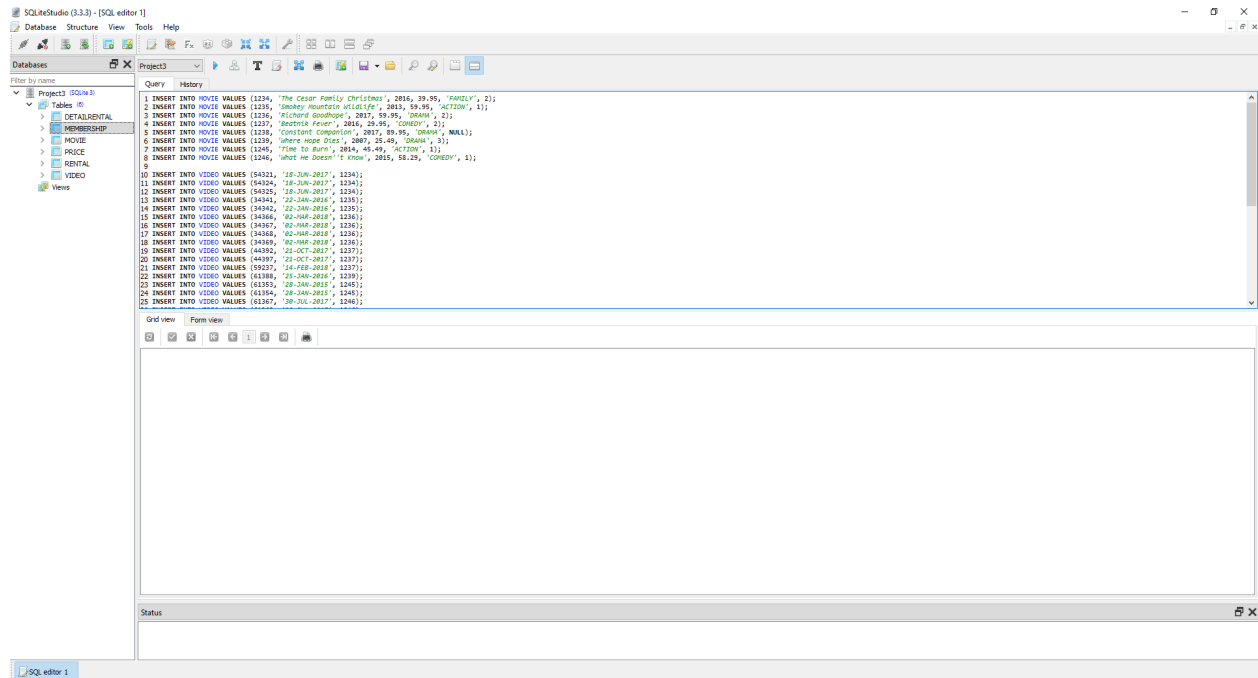 SQLiteStudio (3.3.3) - [SQL editor 1]
Database Structure View Tools Help
Databases
Project3
Filter by name
Query History
Project3 (SQLite 3)
Tables (6)
DETAILRENTAL
MEMBERSHIP
MOVIE
PRICE
RENTAL
VIDEO
Views
1 INSERT INTO MOVIE VALUES (1234, 'The Cesar Family Christmas', 2016, 39.95, 'FAMILY', 2);
2 INSERT INTO MOVIE VALUES (1235, 'Smokey Mountain Wildlife', 2013, 59.95, 'ACTION', 1);
3 INSERT INTO MOVIE VALUES (1236, 'Richard Goodhope', 2017, 59.95, 'DRAMA', 2);
4 INSERT INTO MOVIE VALUES (1237, 'Beatnik Fever', 2016, 29.95, 'COMEDY', 2);
5 INSERT INTO MOVIE VALUES (1238, 'Constant Companion', 2017, 89.95, 'DRAMA', NULL);
6 INSERT INTO MOVIE VALUES (1239, 'Where Hope Dies', 2007, 25.49, 'DRAMA', 3);
7 INSERT INTO MOVIE VALUES (1245, 'Time to Burn', 2014, 45.49, 'ACTION', 1);
8 INSERT INTO MOVIE VALUES (1246, 'What He Doesn''t Know', 2015, 58.29, 'COMEDY', 1);
9
10 INSERT INTO VIDEO VALUES (54321, '18-JUN-2017', 1234);
11 INSERT INTO VIDEO VALUES (54324, '18-JUN-2017', 1234);
12 INSERT INTO VIDEO VALUES (54325, '18-JUN-2017', 1234);
13 INSERT INTO VIDEO VALUES (34341, '22-JAN-2016', 1235);
14 INSERT INTO VIDEO VALUES (34342, '22-JAN-2016', 1235);
15 INSERT INTO VIDEO VALUES (34366, '02-MAR-2018', 1236);
16 INSERT INTO VIDEO VALUES (34367, '02-MAR-2018', 1236);
17 INSERT INTO VIDEO VALUES (34368, '02-MAR-2018', 1236);
18 INSERT INTO VIDEO VALUES (34369, '02-MAR-2018', 1236);
19 INSERT INTO VIDEO VALUES (44392, '21-OCT-2017', 1237);
20 INSERT INTO VIDEO VALUES (44397, '21-OCT-2017', 1237);
21 INSERT INTO VIDEO VALUES (59237, '14-FEB-2018', 1237);
22 INSERT INTO VIDEO VALUES (61388, '25-JAN-2016', 1239);
23 INSERT INTO VIDEO VALUES (61353, '28-JAN-2015', 1245);
24 INSERT INTO VIDEO VALUES (61354, '28-JAN-2015', 1245);
25 INSERT INTO VIDEO VALUES (61367, '30-JUL-2017', 1246);
Grid view Form view
1
Status
SQL editor 1